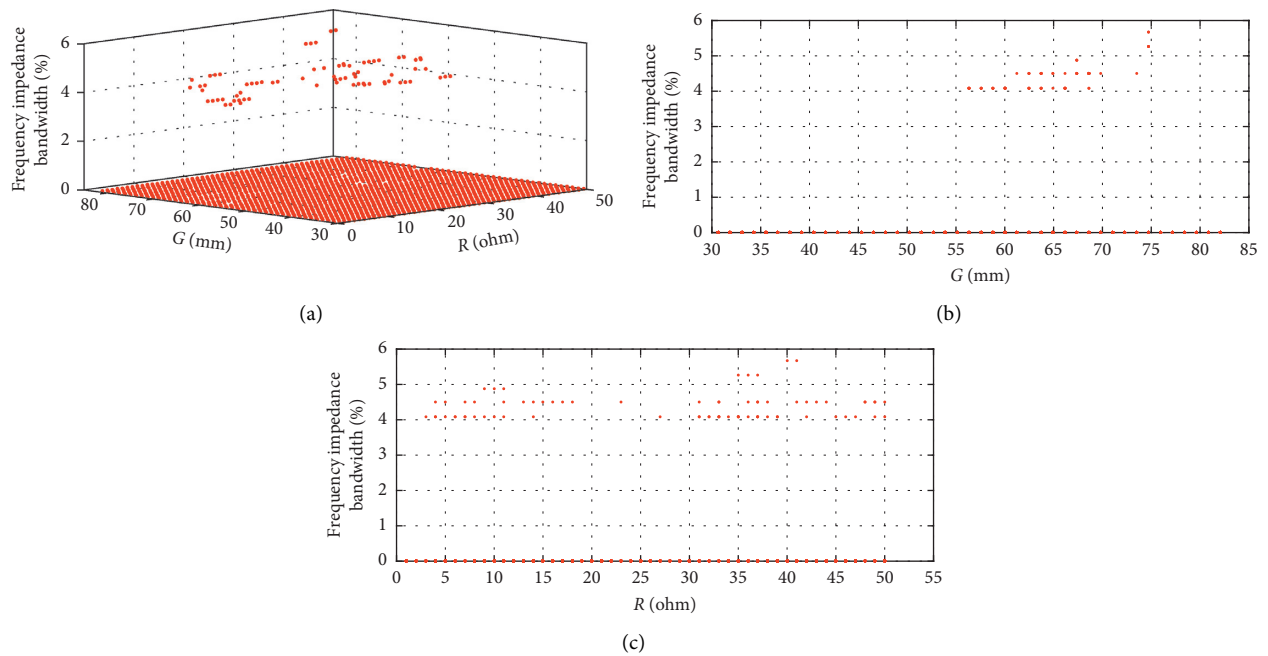 Frequency impedance
bandwidth (%)
6
4
2
0
80
70
60
50
40
30
G (mm)
0
10
20
30
40
50
R (ohm)
(a)
Frequency impedance
bandwidth (%)
6
5
4
3
2
1
0
30 35 40 45 50 55 60 65 70 75 80 85
G (mm)
(b)
Frequency impedance
bandwidth (%)
6
5
4
3
2
1
0
0 5 10 15 20 25 30 35 40 45 50 55
R (ohm)
(c)